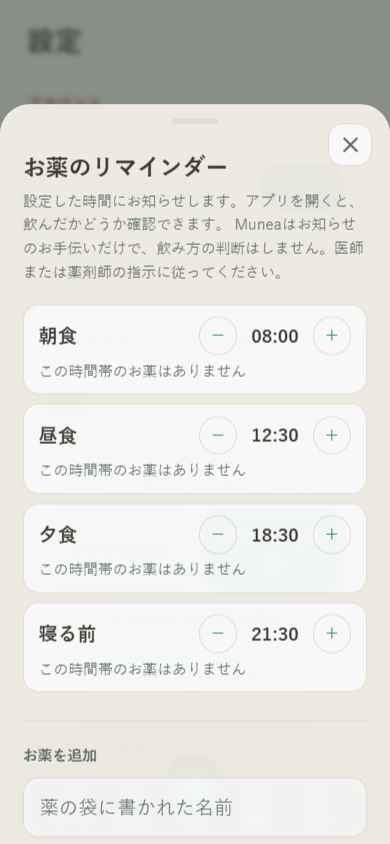 設定
お薬のリマインダー
設定した時間にお知らせします。アプリを開くと、
飲んだかどうか確認できます。 Muneaはお知らせ
のお手伝いだけで、飲み方の判断はしません。医師
または薬剤師の指示に従ってください。
朝食 − 08:00 +
この時間帯のお薬はありません
昼食 − 12:30 +
この時間帯のお薬はありません
夕食 − 18:30 +
この時間帯のお薬はありません
寝る前 − 21:30 +
この時間帯のお薬はありません
お薬を追加
薬の袋に書かれた名前